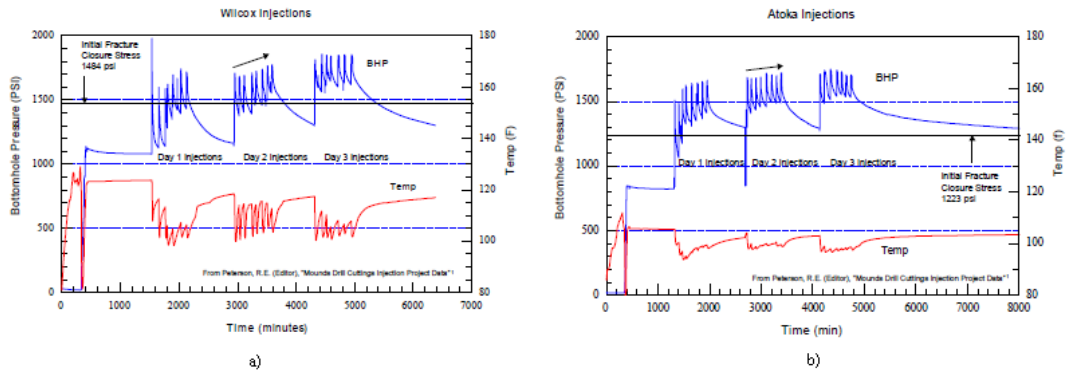 Wilcox Injections
2000
1500
1000
500
0
Bottomhole Pressure (PSI)
180
160
140
120
100
80
Temp (F)
Initial Fracture
Closure Stress
1484 psi
BHP
Day 1 Injections
Day 2 Injections
Day 3 Injections
Temp
From Peterson, R.E. (Editor), "Mounds Drill Cuttings Injection Project Data"¹
0 1000 2000 3000 4000 5000 6000 7000
Time (minutes)
a)
Atoka Injections
2000
1500
1000
500
0
Bottomhole Pressure (PSI)
180
160
140
120
100
80
Temp (f)
BHP
Day 1 Injections
Day 2 Injections
Day 3 Injections
Initial Fracture
Closure Stress
1223 psi
Temp
From Peterson, R.E. (Editor), "Mounds Drill Cuttings Injection Project Data"¹
0 1000 2000 3000 4000 5000 6000 7000 8000
Time (min)
b)